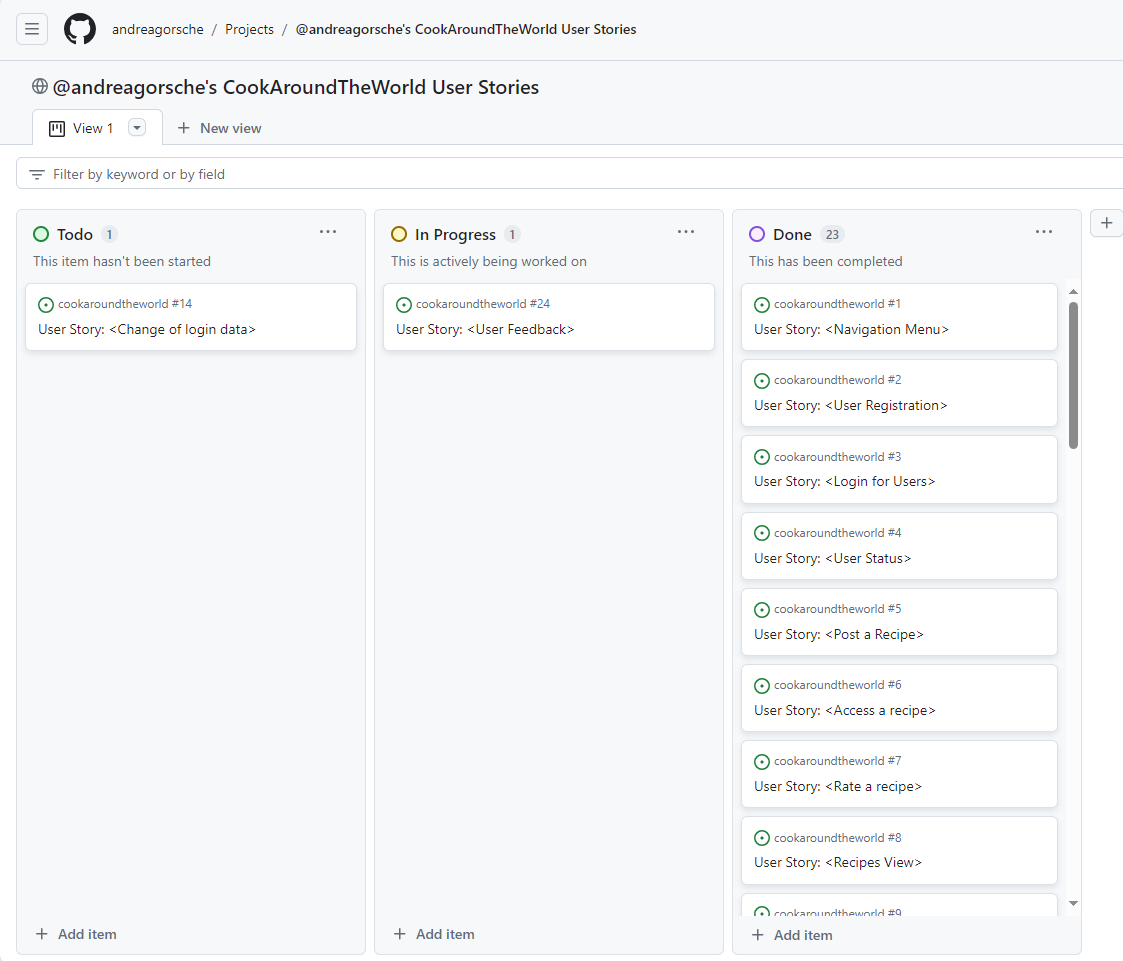 andreagorsche / Projects / @andreagorsche's CookAroundTheWorld User Stories
@andreagorsche's CookAroundTheWorld User Stories
View 1
New view
Filter by keyword or by field
Todo 1
This item hasn't been started
cookaroundtheworld #14
User Story: <Change of login data>
Add item
In Progress 1
This is actively being worked on
cookaroundtheworld #24
User Story: <User Feedback>
Add item
Done 23
This has been completed
cookaroundtheworld #1
User Story: <Navigation Menu>
cookaroundtheworld #2
User Story: <User Registration>
cookaroundtheworld #3
User Story: <Login for Users>
cookaroundtheworld #4
User Story: <User Status>
cookaroundtheworld #5
User Story: <Post a Recipe>
cookaroundtheworld #6
User Story: <Access a recipe>
cookaroundtheworld #7
User Story: <Rate a recipe>
cookaroundtheworld #8
User Story: <Recipes View>
cookaroundtheworld #9
Add item